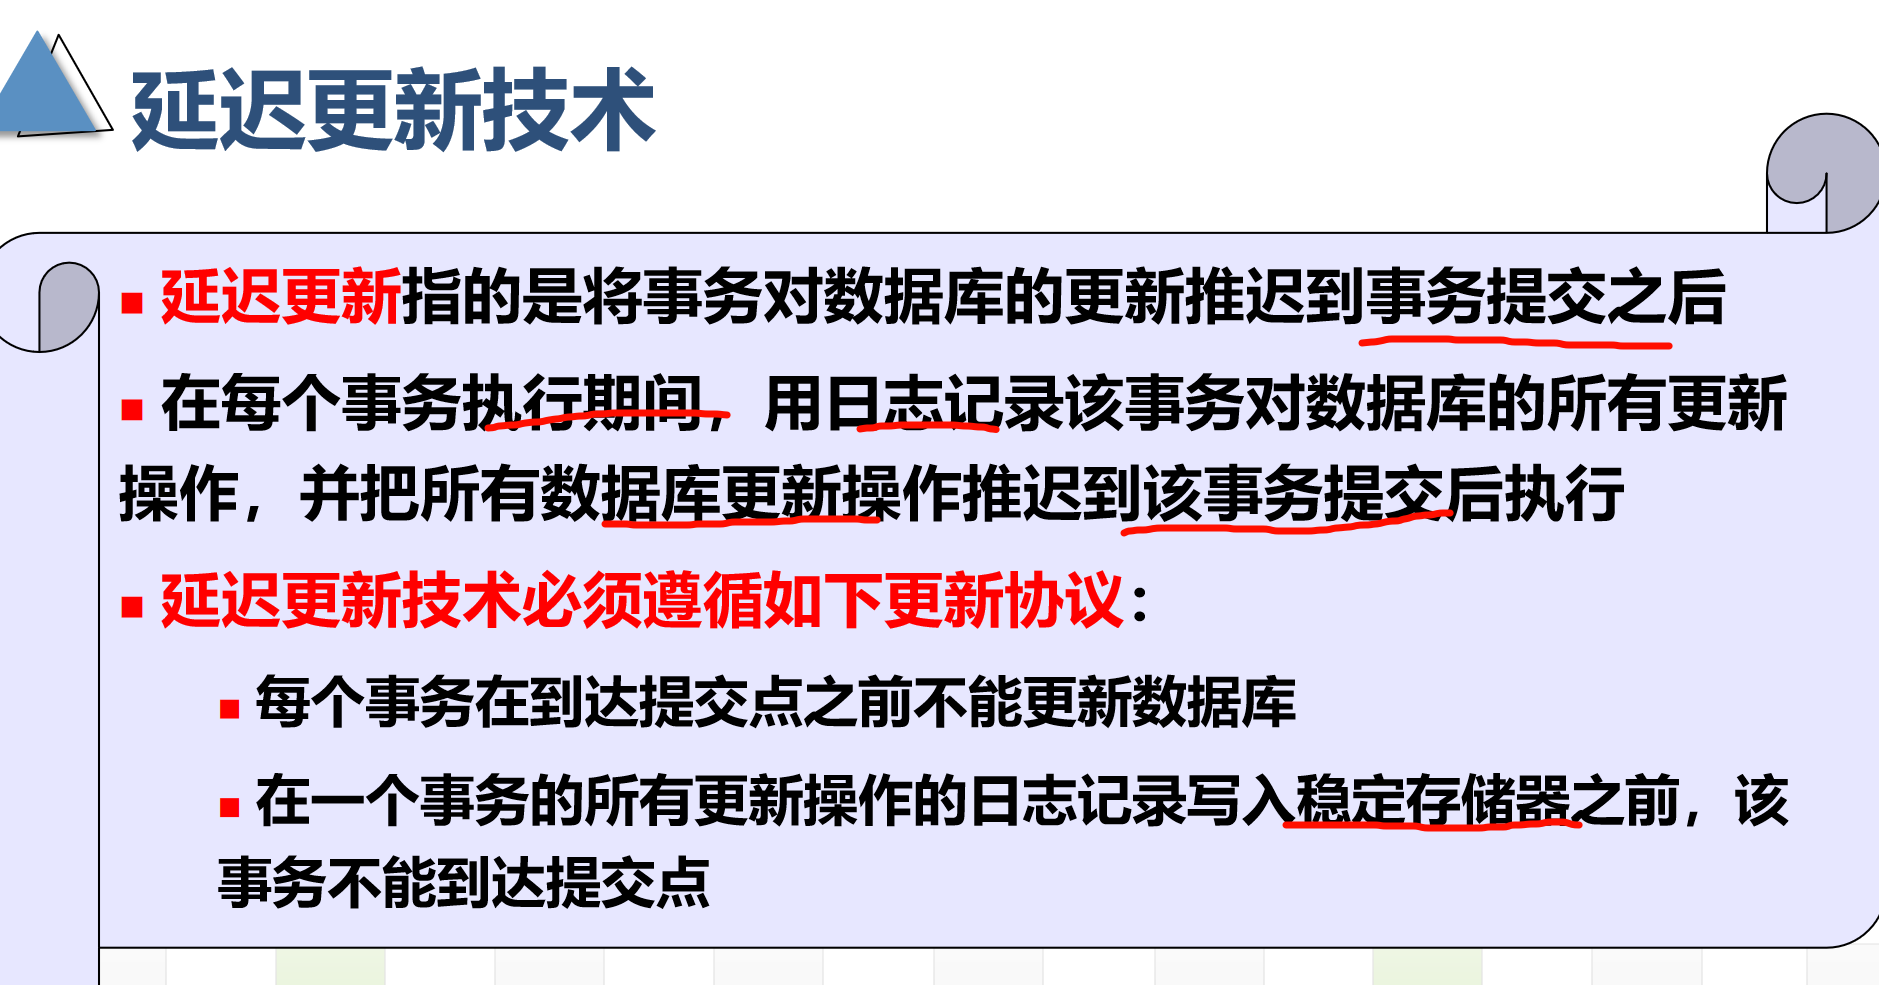 延迟更新技术
▪ 延迟更新指的是将事务对数据库的更新推迟到事务提交之后
▪ 在每个事务执行期间，用日志记录该事务对数据库的所有更新
操作，并把所有数据库更新操作推迟到该事务提交后执行
▪ 延迟更新技术必须遵循如下更新协议：
▪ 每个事务在到达提交点之前不能更新数据库
▪ 在一个事务的所有更新操作的日志记录写入稳定存储器之前，该
事务不能到达提交点